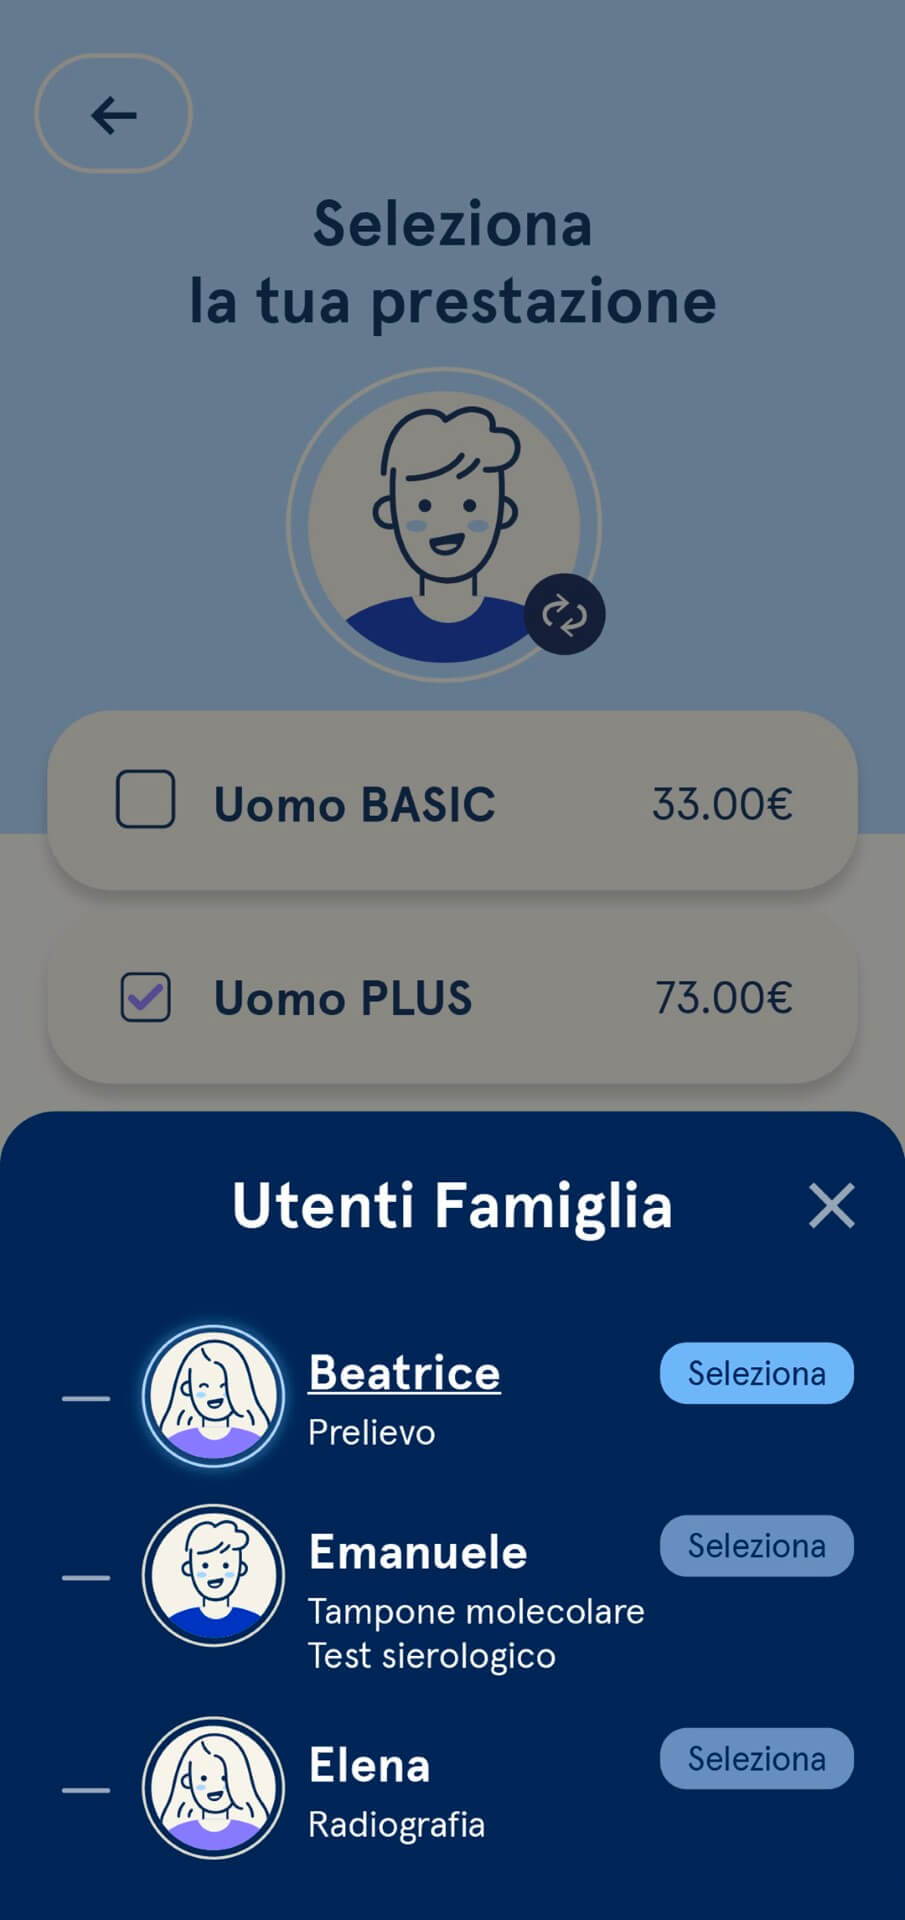 Seleziona
la tua prestazione
Uomo BASIC 33.00€
Uomo PLUS 73.00€
Utenti Famiglia
Beatrice Seleziona
Prelievo
Emanuele Seleziona
Tampone molecolare
Test sierologico
Elena Seleziona
Radiografia